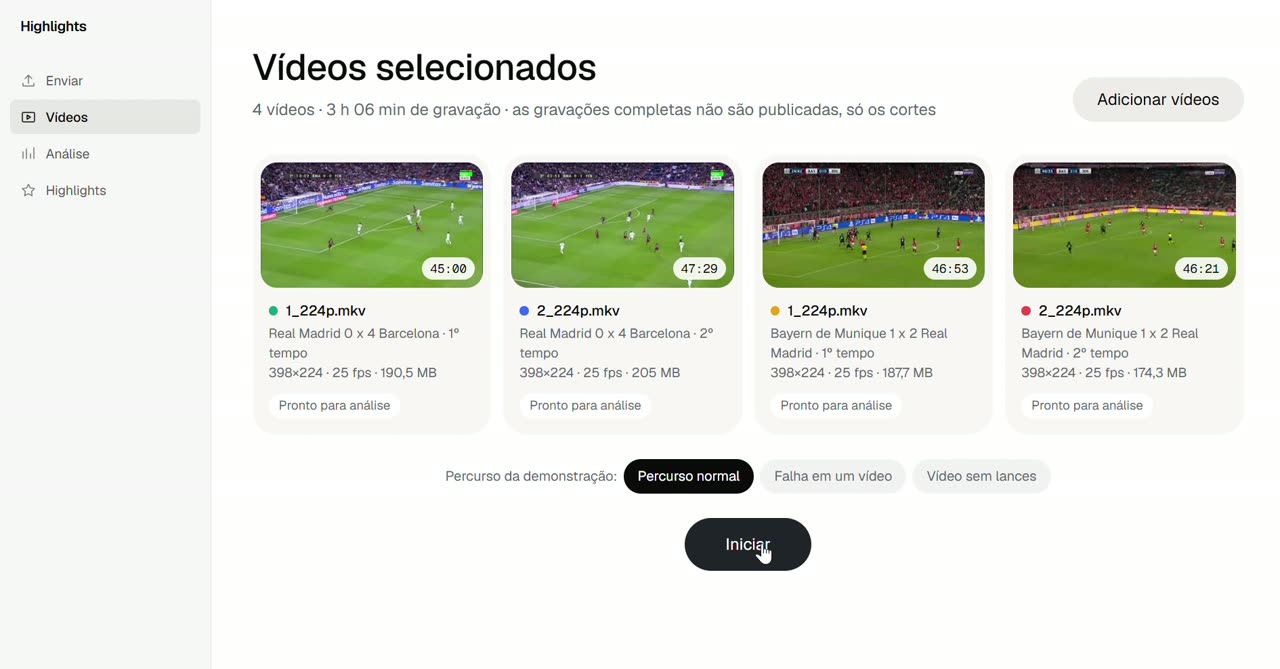 Highlights
Enviar
Vídeos
Análise
Highlights
Vídeos selecionados
4 vídeos · 3 h 06 min de gravação · as gravações completas não são publicadas, só os cortes
Adicionar vídeos
45:00
47:29
46:53
46:21
1_224p.mkv
Real Madrid 0 x 4 Barcelona · 1º
tempo
398×224 · 25 fps · 190,5 MB
Pronto para análise
2_224p.mkv
Real Madrid 0 x 4 Barcelona · 2º
tempo
398×224 · 25 fps · 205 MB
Pronto para análise
1_224p.mkv
Bayern de Munique 1 x 2 Real
Madrid · 1º tempo
398×224 · 25 fps · 187,7 MB
Pronto para análise
2_224p.mkv
Bayern de Munique 1 x 2 Real
Madrid · 2º tempo
398×224 · 25 fps · 174,3 MB
Pronto para análise
Percurso da demonstração:
Percurso normal
Falha em um vídeo
Vídeo sem lances
Iniciar